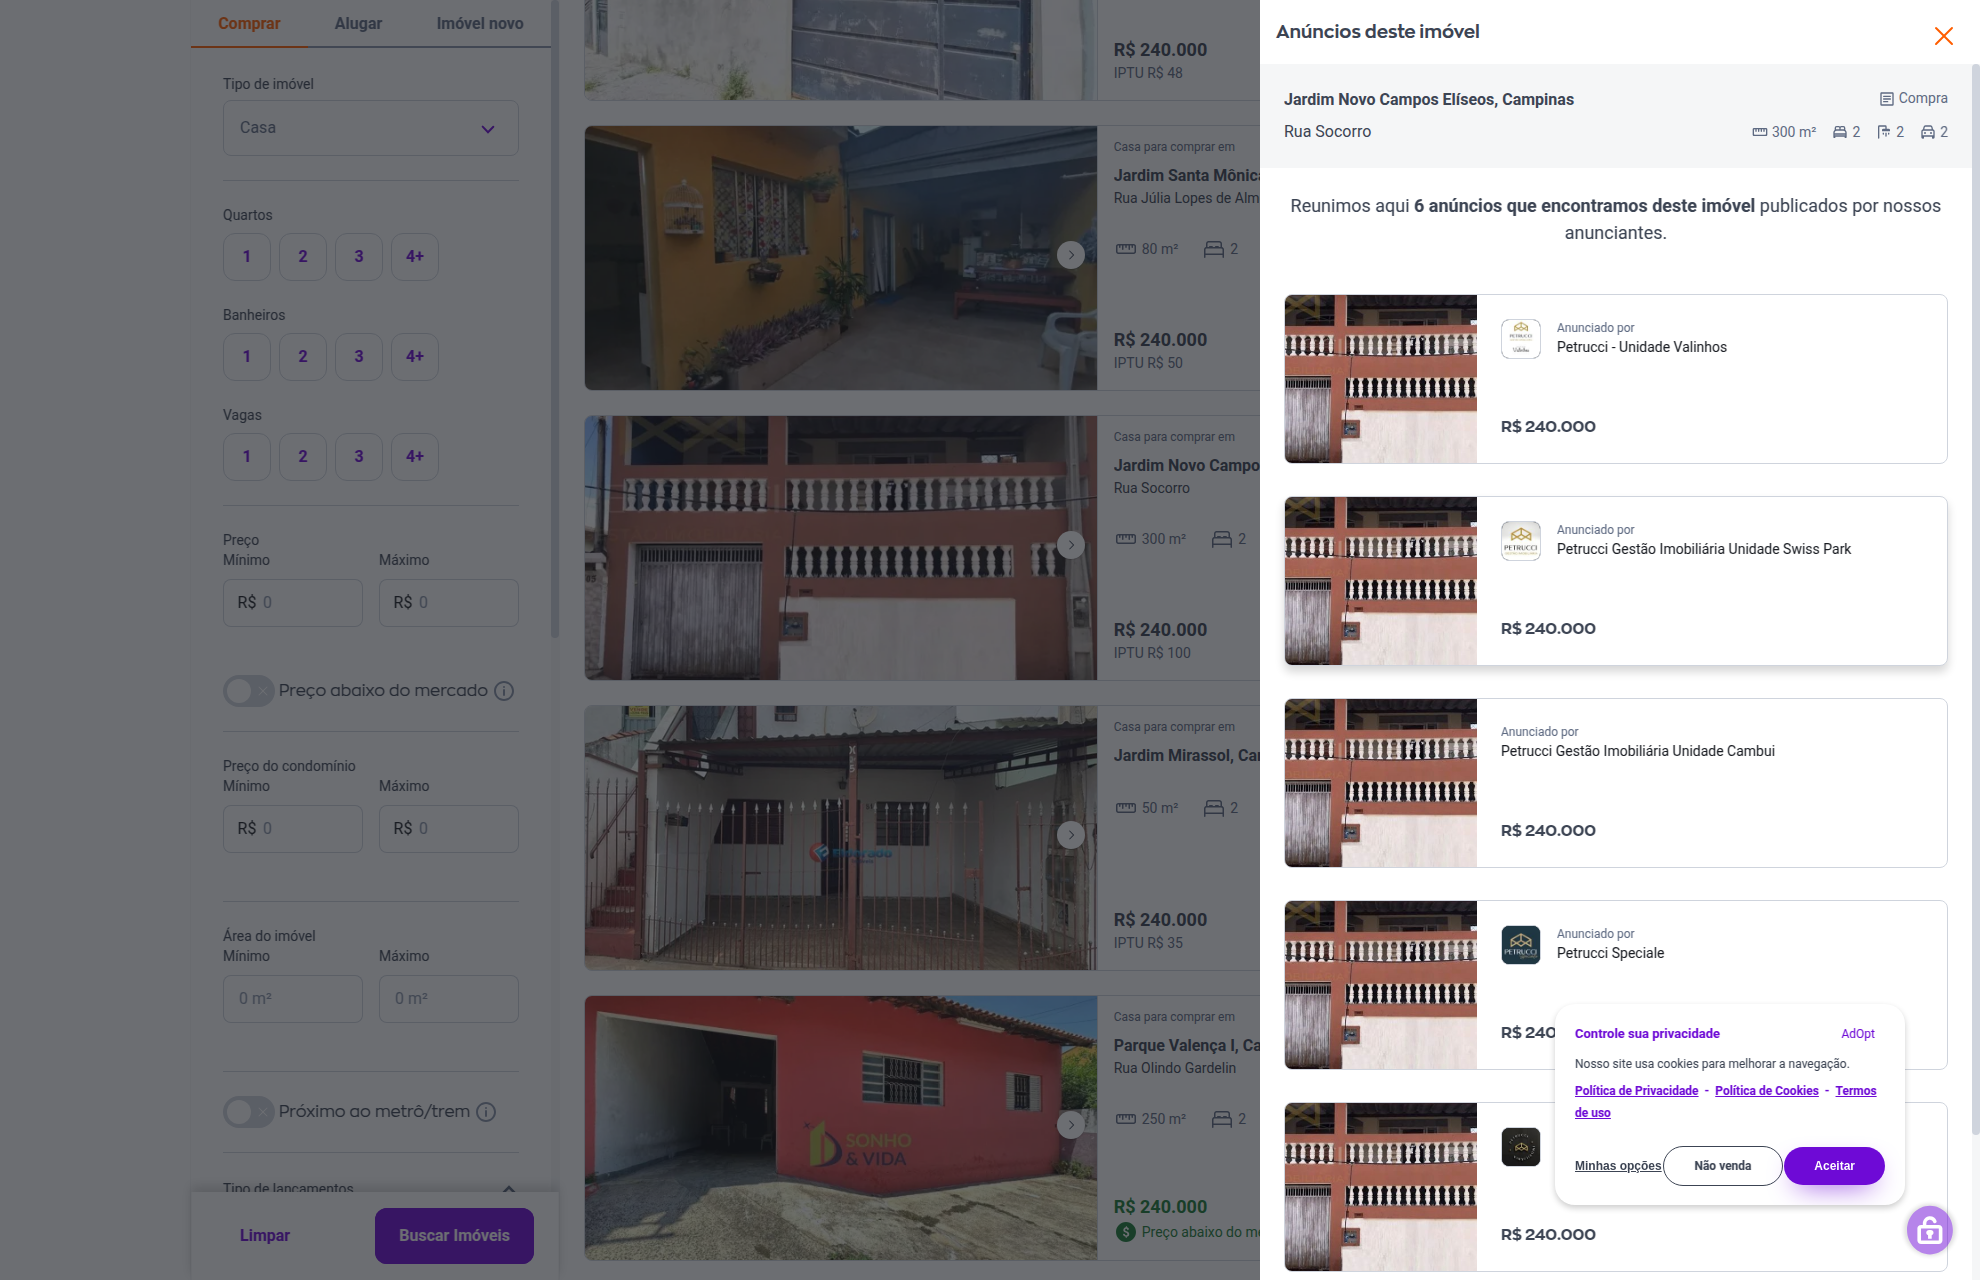 Comprar
Alugar
Imóvel novo
Tipo de imóvel
Casa
Quartos
1
2
3
4+
Banheiros
1
2
3
4+
Vagas
1
2
3
4+
Preço
Mínimo
Máximo
R$ 0
R$ 0
Preço abaixo do mercado
Preço do condomínio
Mínimo
Máximo
R$ 0
R$ 0
Área do imóvel
Mínimo
Máximo
0 m²
0 m²
Próximo ao metrô/trem
Tipo de lançamentos
Limpar
Buscar Imóveis
R$ 240.000
IPTU R$ 48
Casa para comprar em
Jardim Santa Mônic
Rua Júlia Lopes de Alm
80 m²
2
R$ 240.000
IPTU R$ 50
Casa para comprar em
Jardim Novo Campo
Rua Socorro
300 m²
2
R$ 240.000
IPTU R$ 100
Casa para comprar em
Jardim Mirassol, Ca
50 m²
2
R$ 240.000
IPTU R$ 35
SONHO
& VIDA
Casa para comprar em
Parque Valença I, Ca
Rua Olindo Gardelin
250 m²
2
R$ 240.000
Preço abaixo do me
Anúncios deste imóvel
Jardim Novo Campos Elíseos, Campinas
Compra
Rua Socorro
300 m²
2
2
2
Reunimos aqui 6 anúncios que encontramos deste imóvel publicados por nossos
anunciantes.
PETRUCCI
Valinhos
Anunciado por
Petrucci - Unidade Valinhos
R$ 240.000
PETRUCCI
Anunciado por
Petrucci Gestão Imobiliária Unidade Swiss Park
R$ 240.000
Anunciado por
Petrucci Gestão Imobiliária Unidade Cambui
R$ 240.000
PETRUCCI
Anunciado por
Petrucci Speciale
R$ 240
R$ 240.000
Controle sua privacidade
AdOpt
Nosso site usa cookies para melhorar a navegação.
Política de Privacidade - Política de Cookies - Termos
de uso
Minhas opções
Não venda
Aceitar